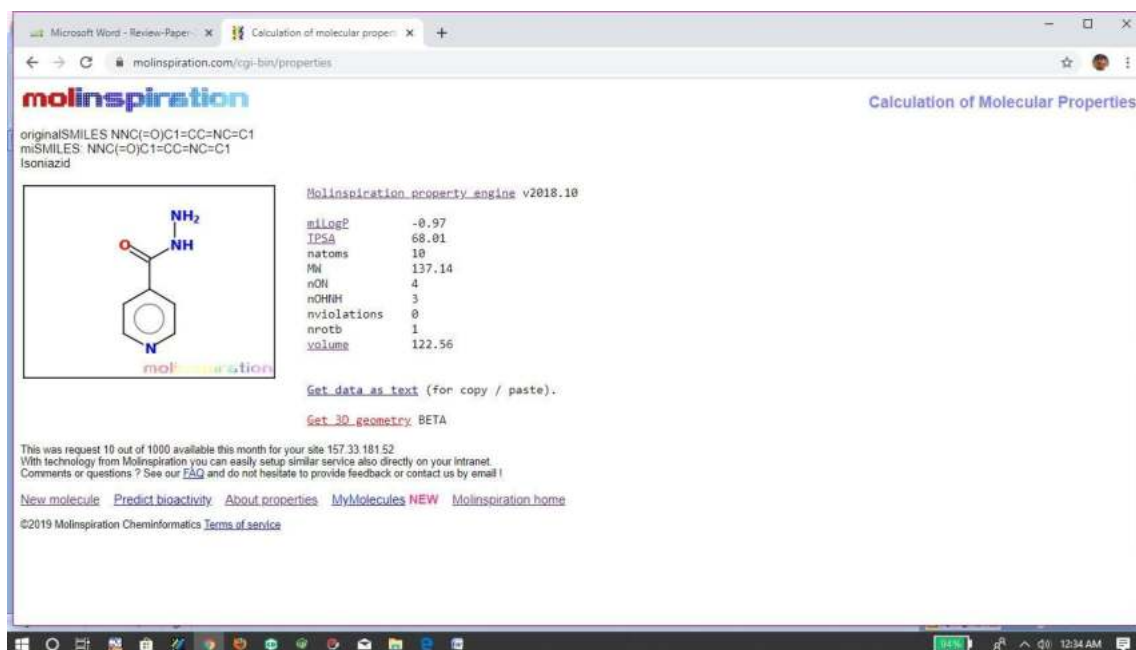 Microsoft Word - Review-Paper-
Calculation of molecular proper
molinspiration.com/cgi-bin/properties
molinspiration
Calculation of Molecular Properties
originalSMILES NNC(=O)C1=CC=NC=C1
miSMILES: NNC(=O)C1=CC=NC=C1
Isoniazid
NH2
O
NH
N
Molinspiration property engine v2018.10
miLogP -0.97
TPSA 68.01
natoms 10
MW 137.14
nON 4
nOHNH 3
nviolations 0
nrotb 1
volume 122.56
Get data as text (for copy / paste).
Get 3D geometry BETA
This was request 10 out of 1000 available this month for your site 157.33.181.52
With technology from Molinspiration you can easily setup similar service also directly on your intranet.
Comments or questions ? See our FAQ and do not hesitate to provide feedback or contact us by email !
New molecule Predict bioactivity About properties MyMolecules NEW Molinspiration home
©2019 Molinspiration Cheminformatics Terms of service
94% 12:34 AM